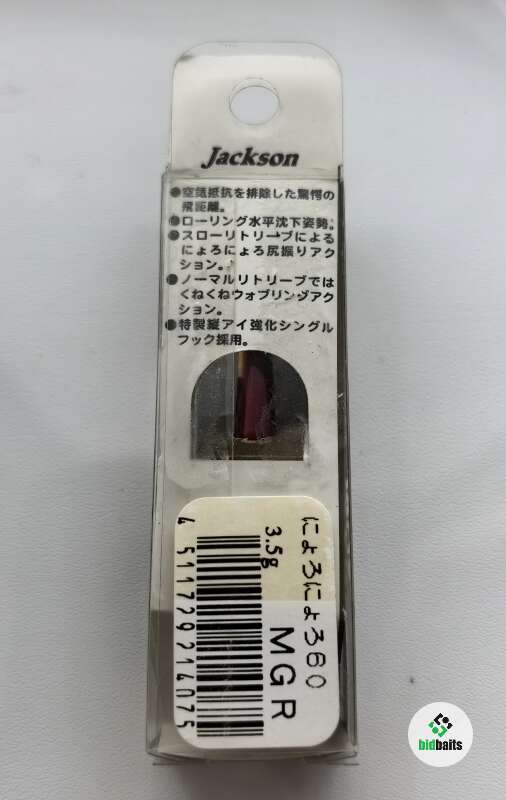 Jackson
●空気抵抗を排除した驚愕の
飛距離。
●ローリング水平沈下姿勢。
●スローリトリーブによる
にょろにょろ尻振りアク
ション。
●ノーマルリトリーブでは
くねくねウォブリングアク
ション。
●特製縦アイ強化シングル
フック採用。
にょろにょろ60
3.5g
MGR
4 511729 214075
bidbaits